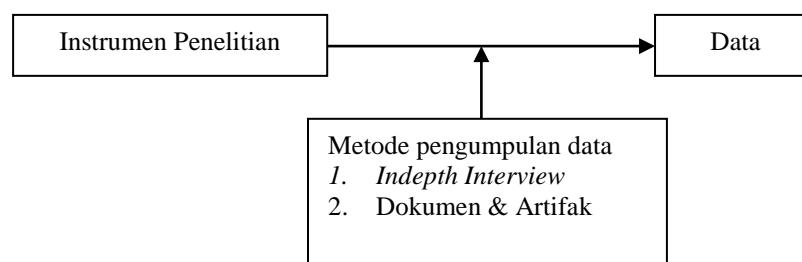 Instrumen Penelitian
Data
Metode pengumpulan data
1. Indepth Interview
2. Dokumen & Artifak